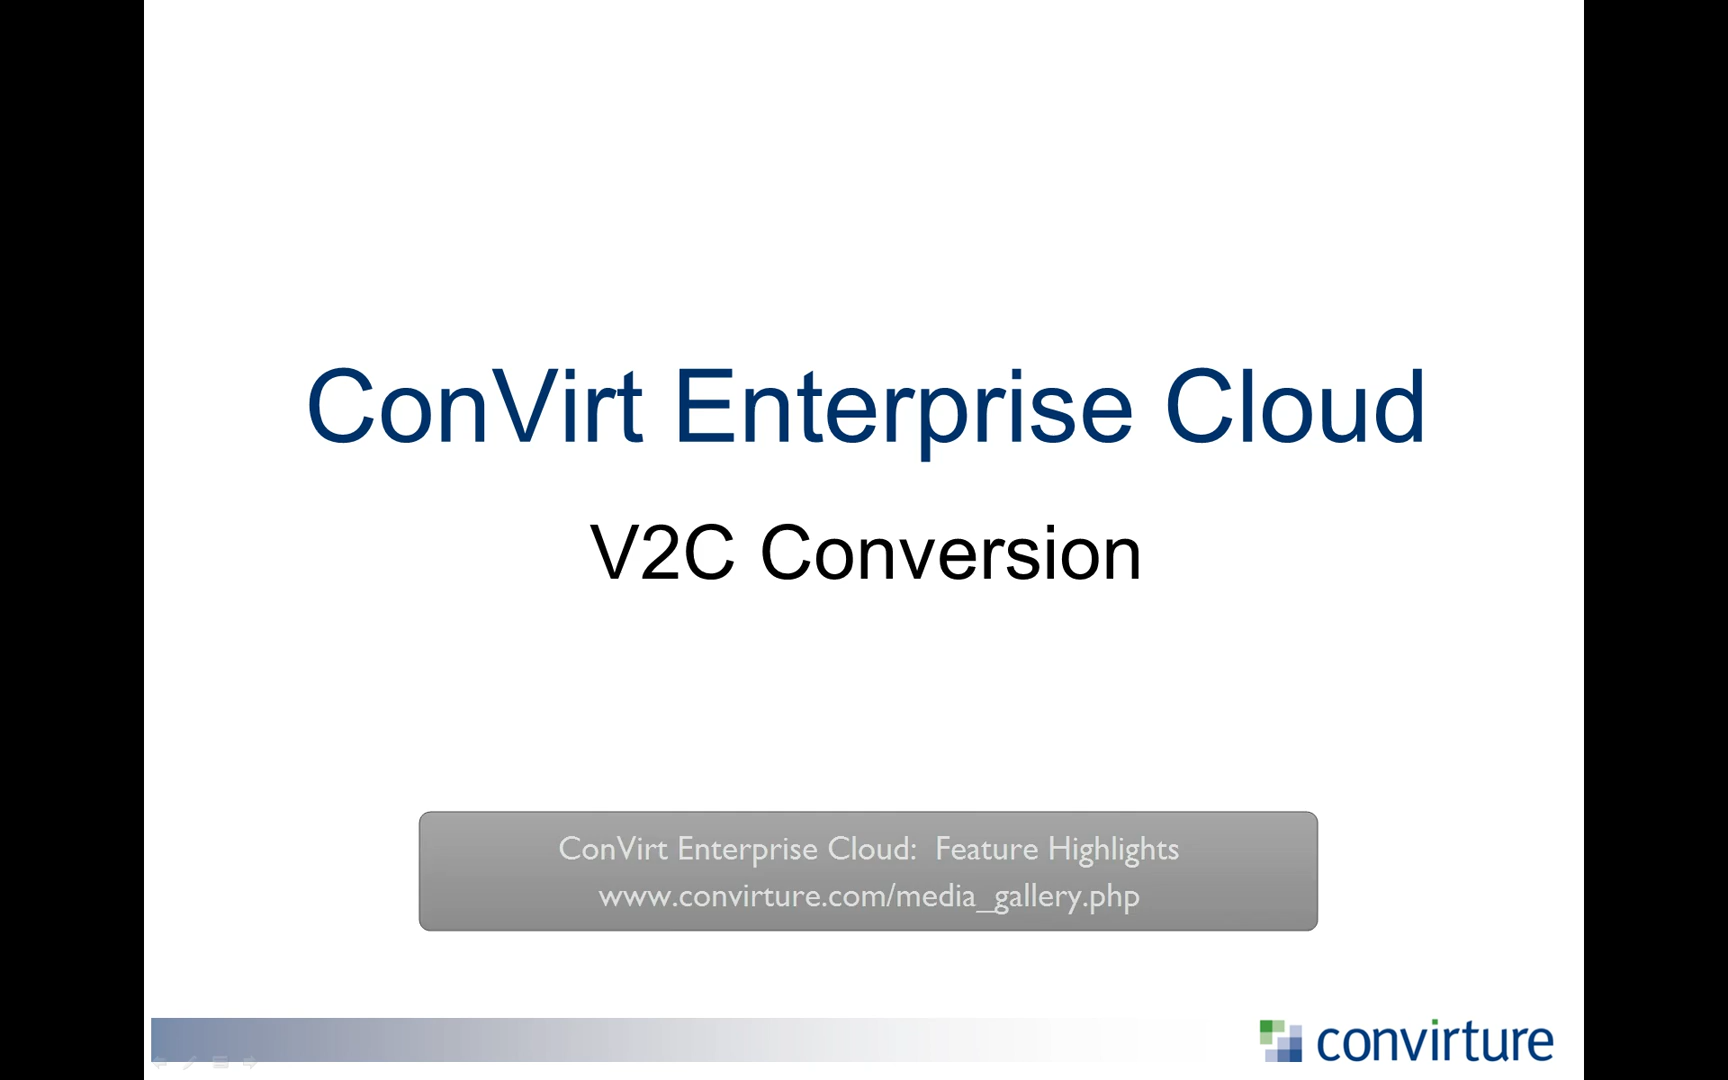 ConVirt Enterprise Cloud
V2C Conversion
ConVirt Enterprise Cloud:  Feature Highlights
www.convirture.com/media_gallery.php
convirture